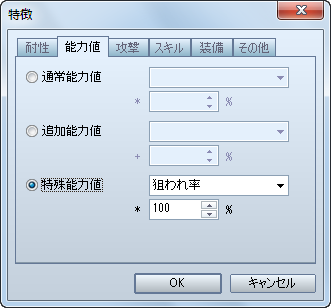 特徴
耐性 能力値 攻撃 スキル 装備 その他
通常能力値
* %
追加能力値
+ %
特殊能力値 狙われ率
* 100 %
OK キャンセル